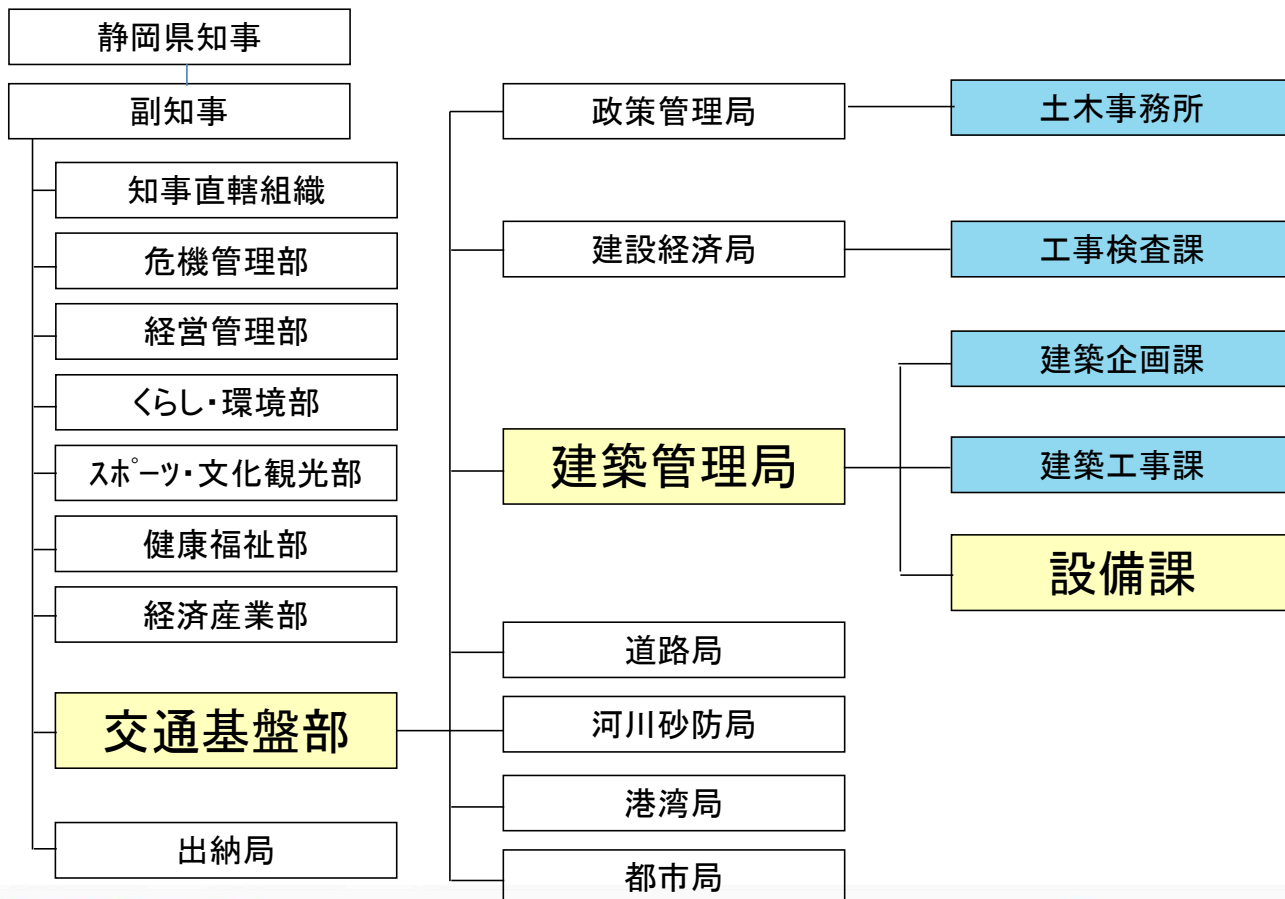 静岡県知事
副知事
知事直轄組織
危機管理部
経営管理部
くらし・環境部
スポーツ・文化観光部
健康福祉部
経済産業部
交通基盤部
出納局
政策管理局
建設経済局
建築管理局
道路局
河川砂防局
港湾局
都市局
土木事務所
工事検査課
建築企画課
建築工事課
設備課